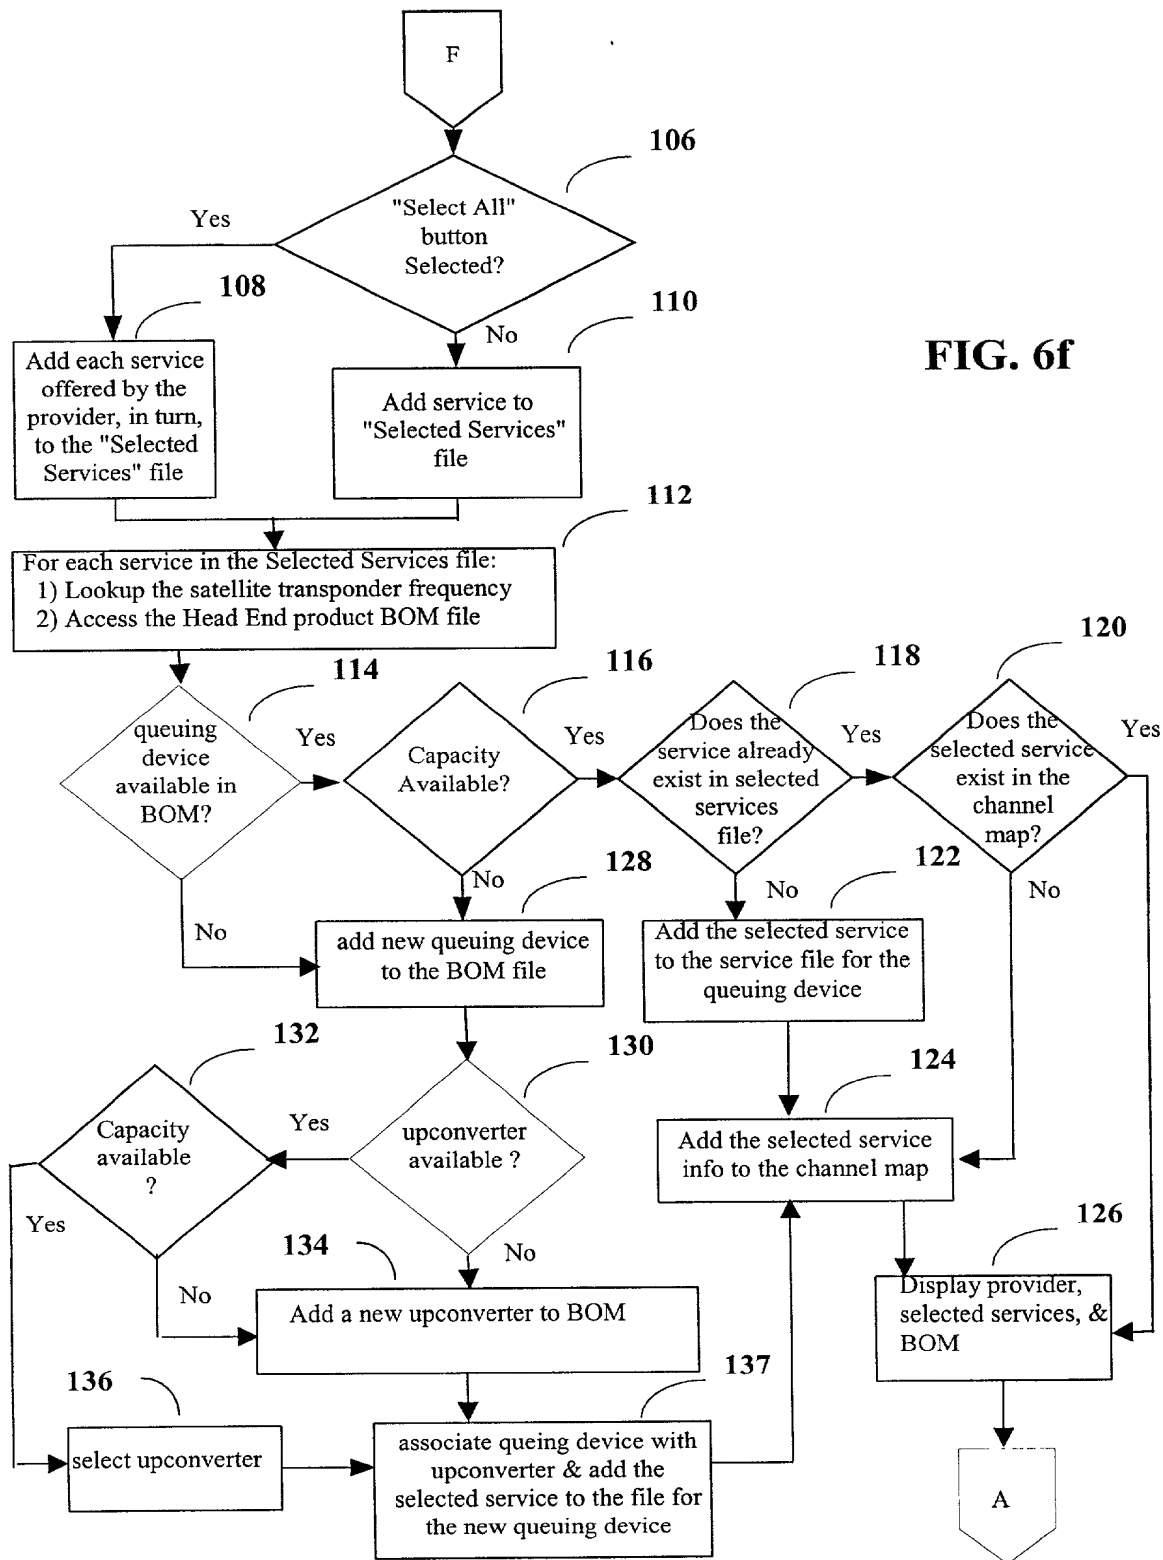 F
106
"Select All"
button
Selected?
Yes
No
108
110
FIG. 6f
Add each service
offered by the
provider, in turn,
to the "Selected
Services" file
Add service to
"Selected Services"
file
112
For each service in the Selected Services file:
1) Lookup the satellite transponder frequency
2) Access the Head End product BOM file
114
queuing
device
available in
BOM?
Yes
No
116
Capacity
Available?
Yes
No
118
Does the
service already
exist in selected
services
file?
Yes
No
120
Does the
selected service
exist in the
channel
map?
Yes
No
128
add new queuing device
to the BOM file
122
Add the selected service
to the service file for the
queuing device
132
Capacity
available
?
Yes
No
130
upconverter
available ?
Yes
No
124
Add the selected service
info to the channel map
134
Add a new upconverter to BOM
126
Display provider,
selected services, &
BOM
136
select upconverter
137
associate queing device with
upconverter & add the
selected service to the file for
the new queuing device
A